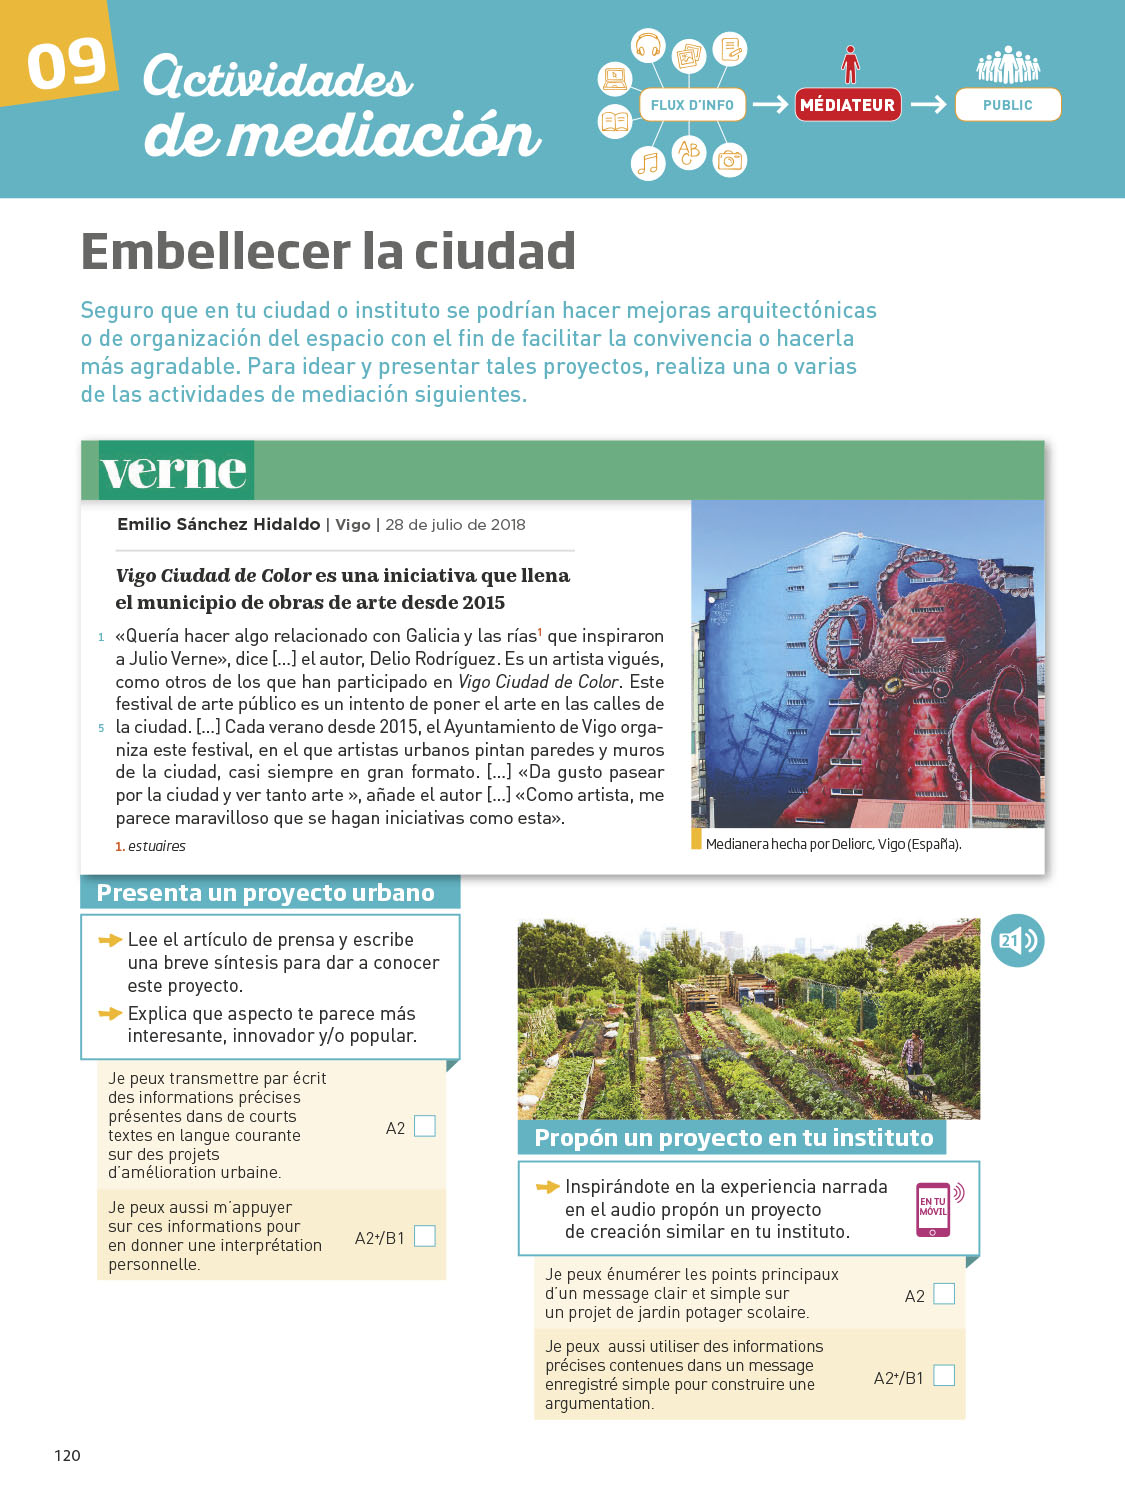 09
Actividades
de mediación
FLUX D'INFO
MÉDIATEUR
PUBLIC
AB
C
Embellecer la ciudad
Seguro que en tu ciudad o instituto se podrían hacer mejoras arquitectónicas
o de organización del espacio con el fin de facilitar la convivencia o hacerla
más agradable. Para idear y presentar tales proyectos, realiza una o varias
de las actividades de mediación siguientes.
verne
Emilio Sánchez Hidaldo | Vigo | 28 de julio de 2018
Vigo Ciudad de Color es una iniciativa que llena
el municipio de obras de arte desde 2015
1 «Quería hacer algo relacionado con Galicia y las rías1 que inspiraron
a Julio Verne», dice [...] el autor, Delio Rodríguez. Es un artista vigués,
como otros de los que han participado en Vigo Ciudad de Color. Este
festival de arte público es un intento de poner el arte en las calles de
5 la ciudad. [...] Cada verano desde 2015, el Ayuntamiento de Vigo orga-
niza este festival, en el que artistas urbanos pintan paredes y muros
de la ciudad, casi siempre en gran formato. [...] «Da gusto pasear
por la ciudad y ver tanto arte », añade el autor [...] «Como artista, me
parece maravilloso que se hagan iniciativas como esta».
1. estuaires
Medianera hecha por Deliorc, Vigo (España).
Presenta un proyecto urbano
Lee el artículo de prensa y escribe
una breve síntesis para dar a conocer
este proyecto.
Explica que aspecto te parece más
interesante, innovador y/o popular.
Je peux transmettre par écrit
des informations précises
présentes dans de courts
textes en langue courante
sur des projets
d'amélioration urbaine.
A2
Je peux aussi m'appuyer
sur ces informations pour
en donner une interprétation
personnelle.
A2+/B1
21
Propón un proyecto en tu instituto
Inspirándote en la experiencia narrada
en el audio propón un proyecto
de creación similar en tu instituto.
EN TU
MÓVIL
Je peux énumérer les points principaux
d'un message clair et simple sur
un projet de jardin potager scolaire.
A2
Je peux aussi utiliser des informations
précises contenues dans un message
enregistré simple pour construire une
argumentation.
A2+/B1
120